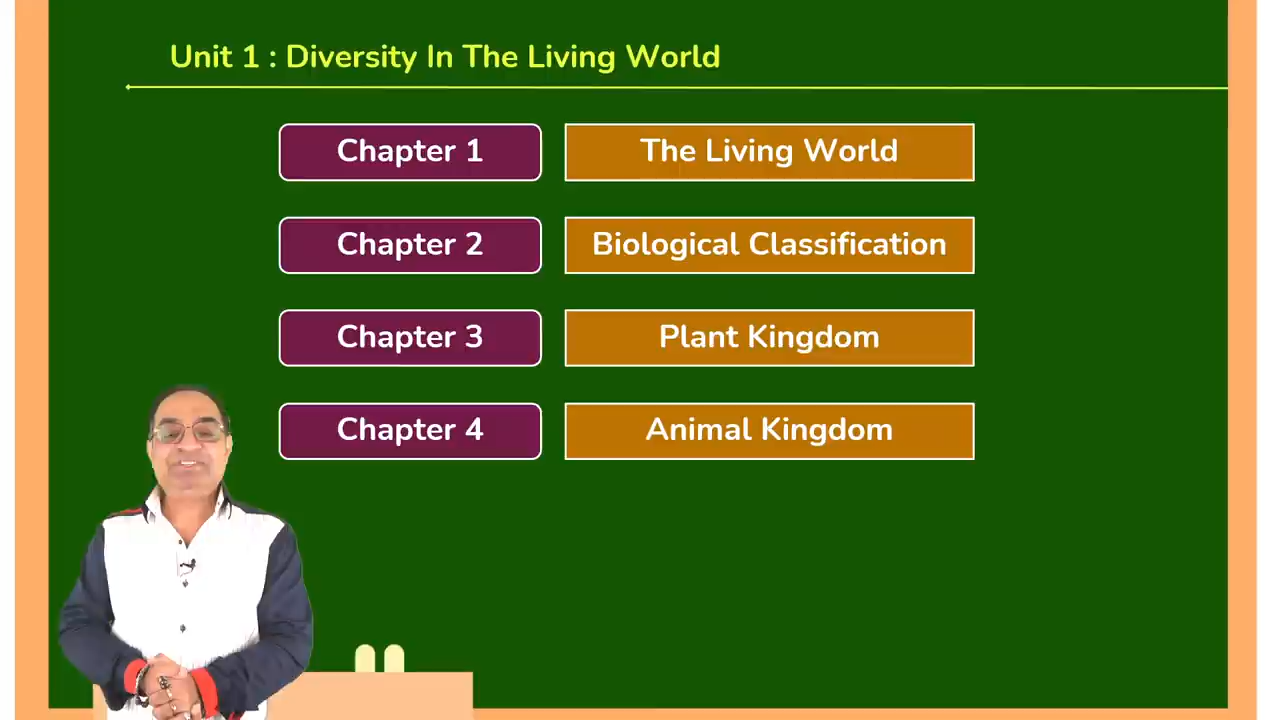 Unit 1 : Diversity In The Living World
Chapter 1
The Living World
Chapter 2
Biological Classification
Chapter 3
Plant Kingdom
Chapter 4
Animal Kingdom